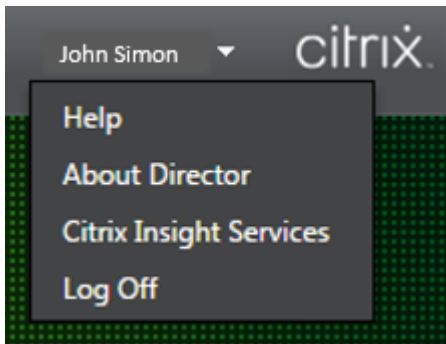 John Simon
citrix
Help
About Director
Citrix Insight Services
Log Off